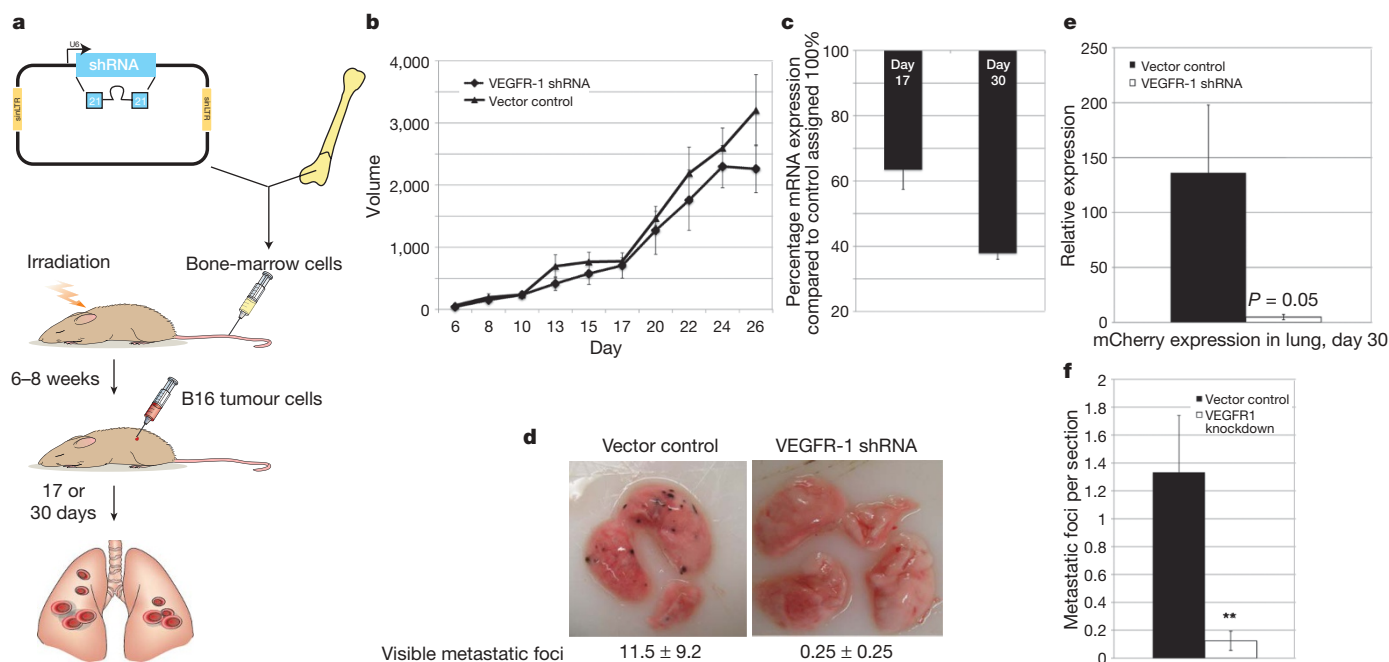 a
U6
shRNA
21
21
sinLTR
sinLTR
Irradiation
Bone-marrow cells
6–8 weeks
B16 tumour cells
17 or
30 days
b
4,000
3,000
2,000
1,000
0
Volume
VEGFR-1 shRNA
Vector control
6 8 10 13 15 17 20 22 24 26
Day
c
Percentage mRNA expression
compared to control assigned 100%
100
80
60
40
20
Day
17
Day
30
d
Vector control
VEGFR-1 shRNA
Visible metastatic foci
11.5 ± 9.2
0.25 ± 0.25
e
Relative expression
250
200
150
100
50
0
Vector control
VEGFR-1 shRNA
P = 0.05
mCherry expression in lung, day 30
f
Metastatic foci per section
2
1.8
1.6
1.4
1.2
1
0.8
0.6
0.4
0.2
0
Vector control
VEGFR1
knockdown
**